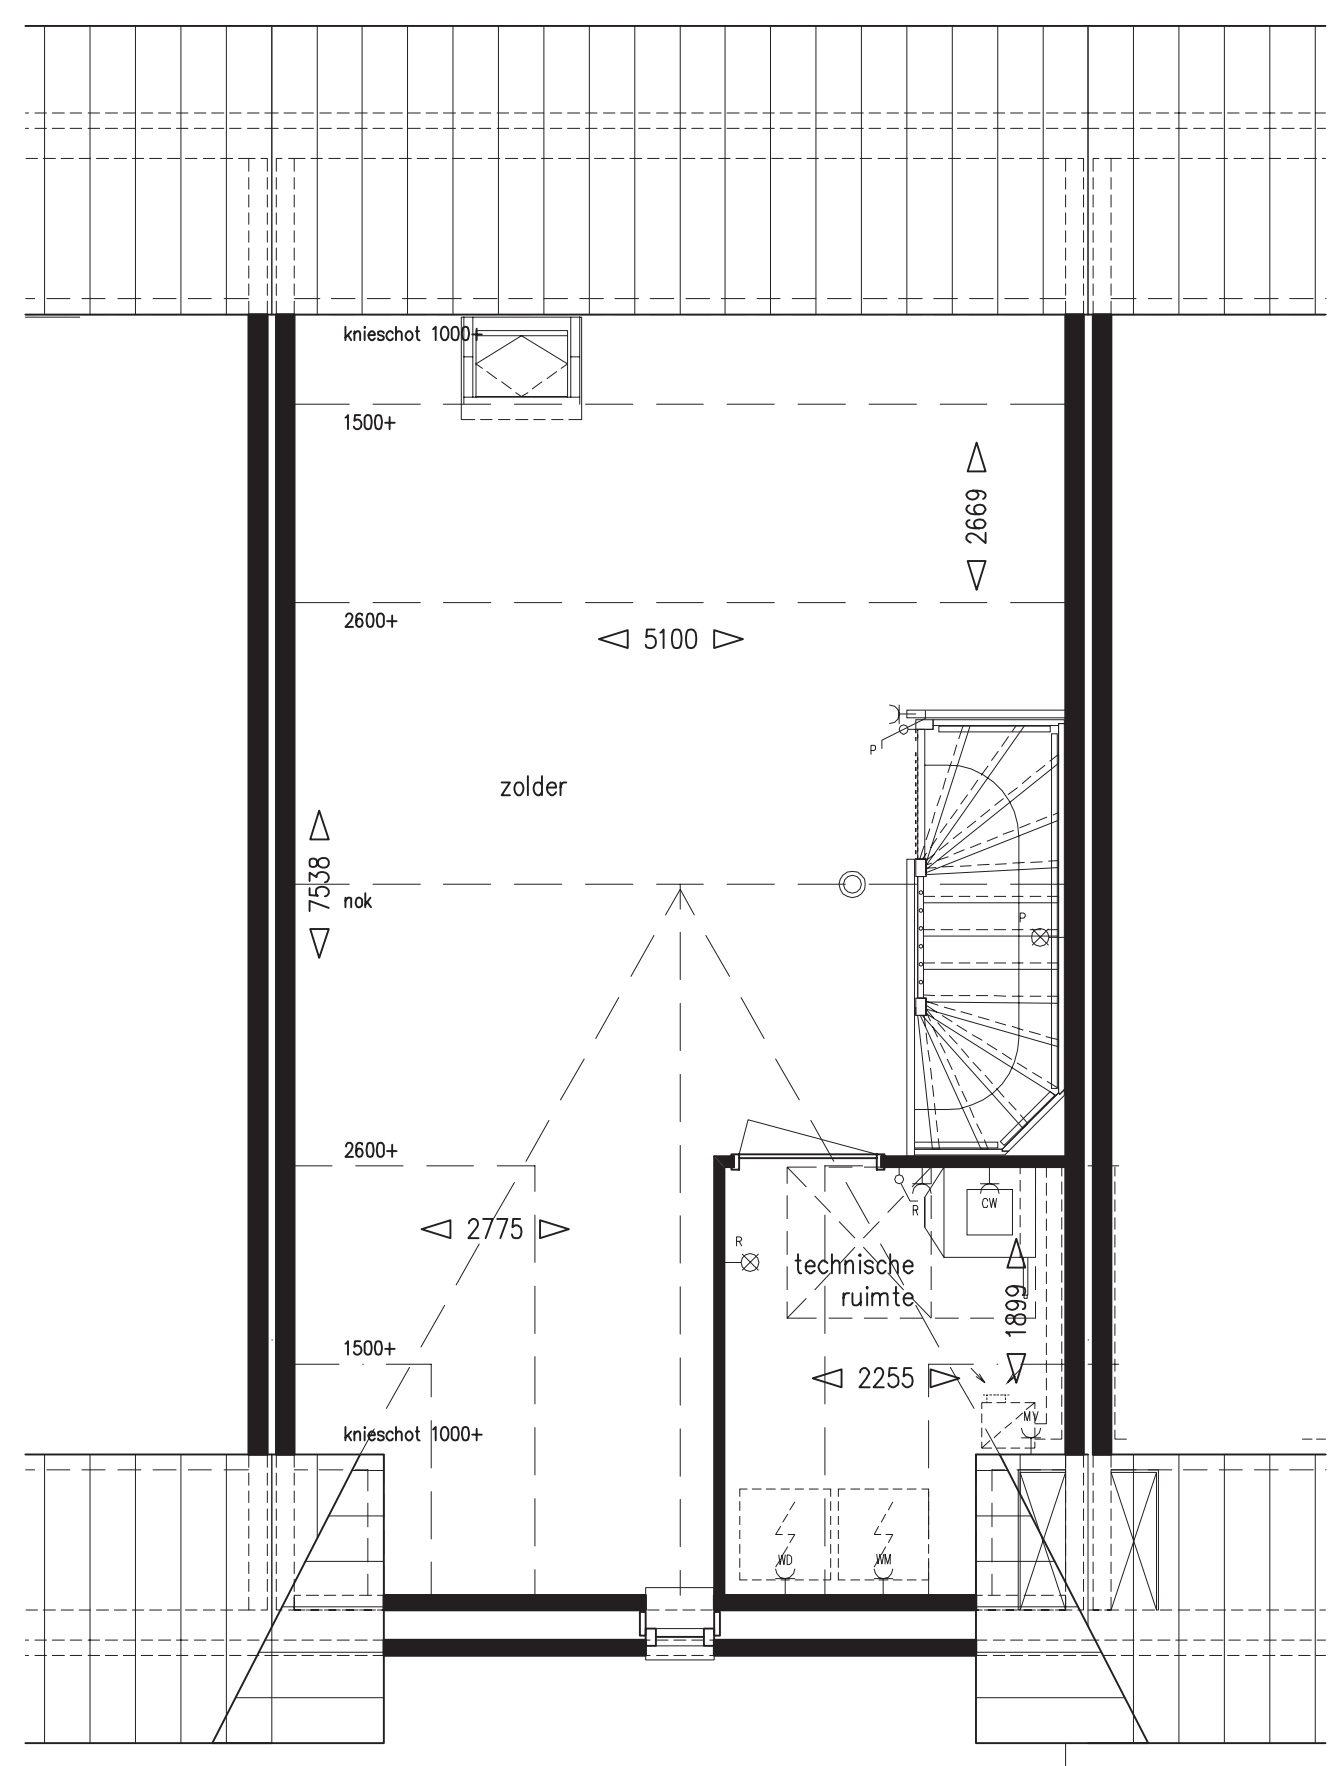 knieschot 1000+
1500+
2669
2600+
5100
P
zolder
7538
nok
P
2600+
CW
R
2775
R
technische
ruimte
1899
1500+
2255
MV
knieschot 1000+
WD
WM